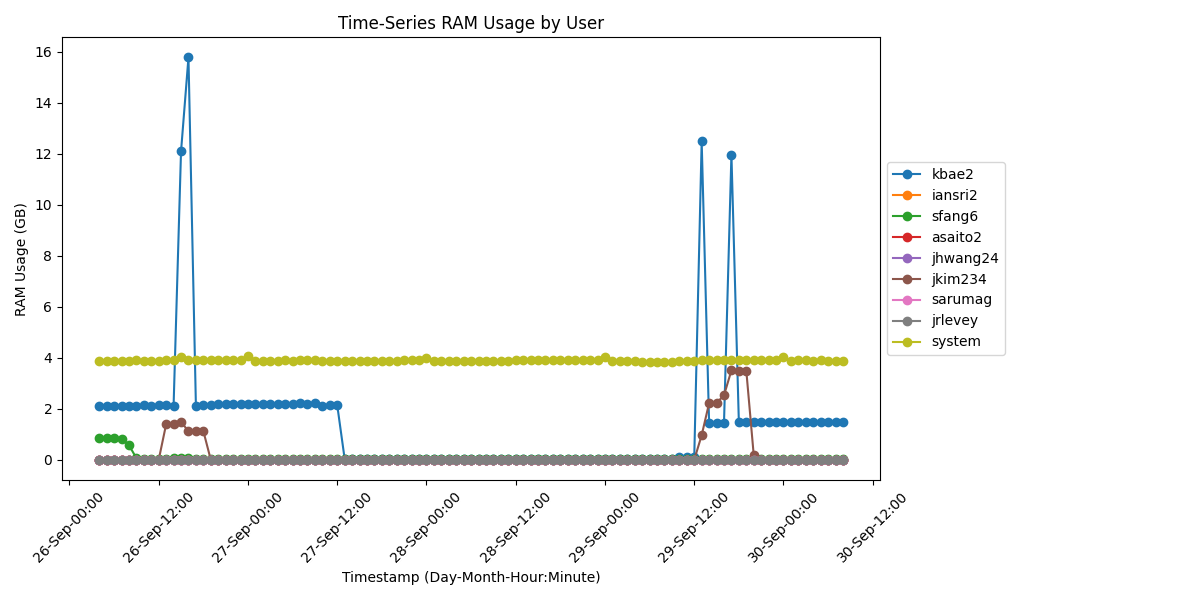 Time-Series RAM Usage by User
RAM Usage (GB)
16
14
12
10
8
6
4
2
0
26-Sep-00:00
26-Sep-12:00
27-Sep-00:00
27-Sep-12:00
28-Sep-00:00
28-Sep-12:00
29-Sep-00:00
29-Sep-12:00
30-Sep-00:00
30-Sep-12:00
Timestamp (Day-Month-Hour:Minute)
kbae2
iansri2
sfang6
asaito2
jhwang24
jkim234
sarumag
jrlevey
system